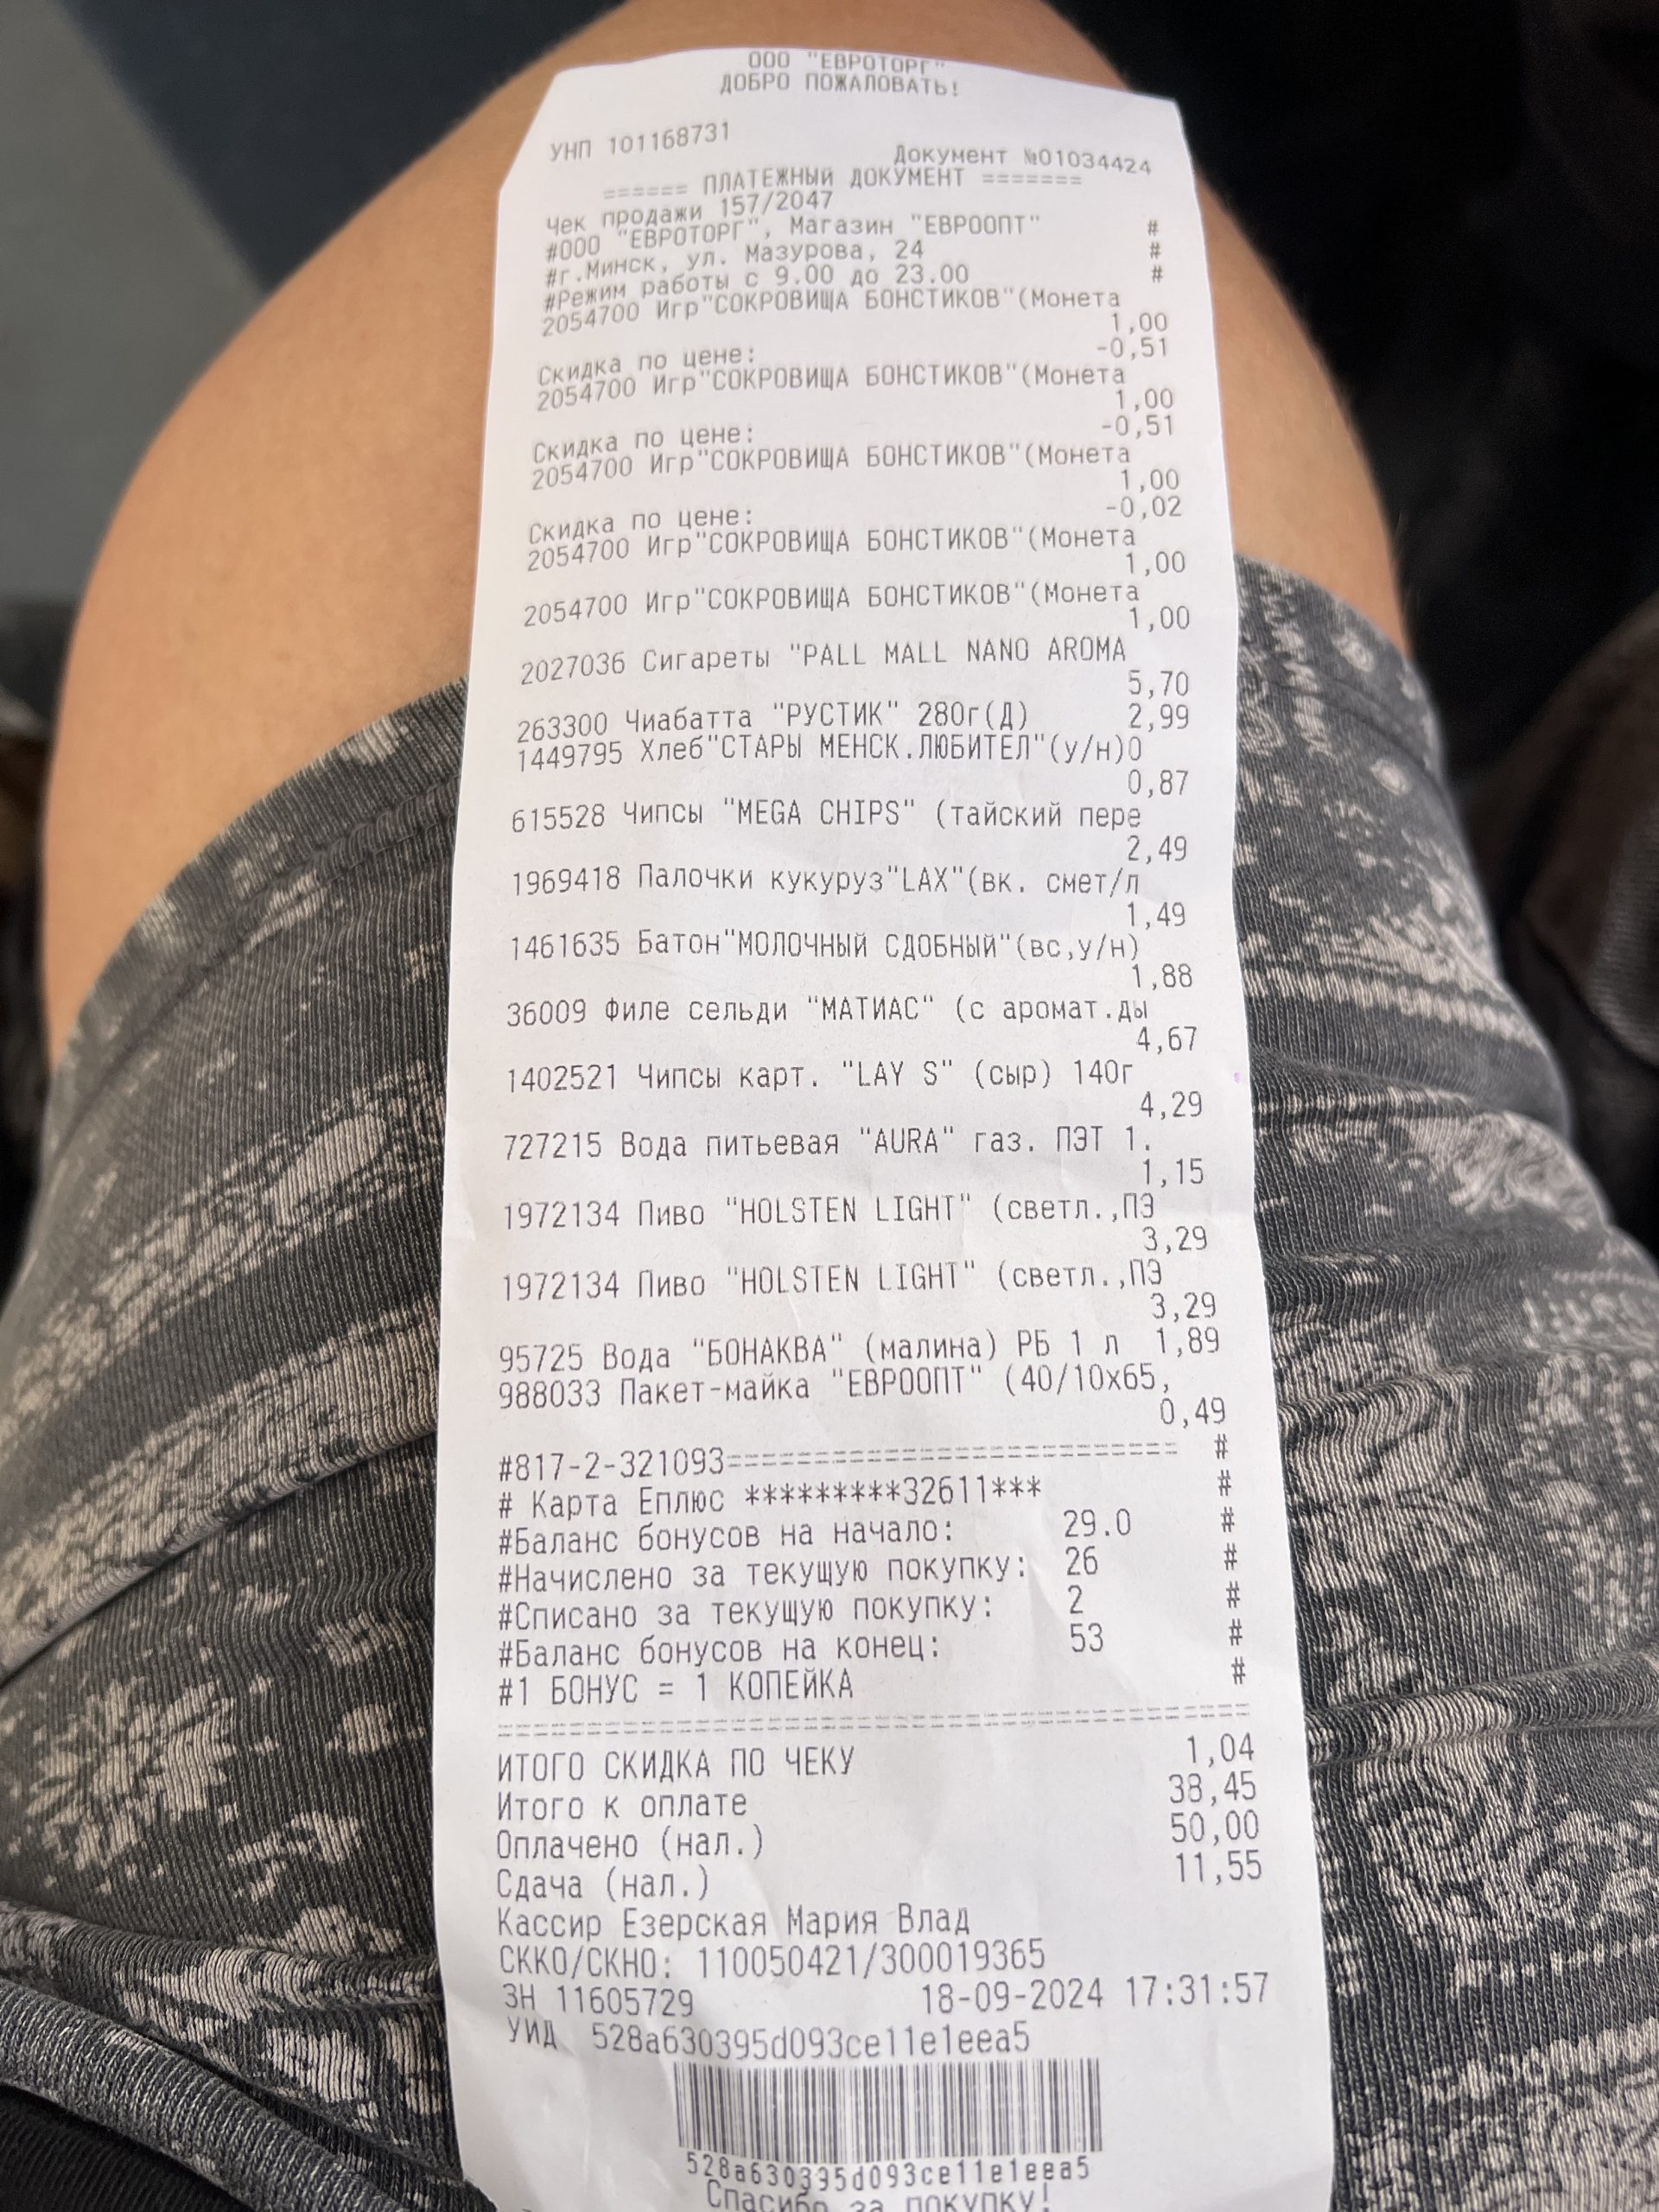 ООО "ЕВРОТОРГ"
ДОБРО ПОЖАЛОВАТЬ!
УНП 101168731
Документ №01034424
====== ПЛАТЕЖНЫЙ ДОКУМЕНТ =======
Чек продажи 157/2047
#ООО "ЕВРОТОРГ", Магазин "ЕВРООПТ" #
#г.Минск, ул. Мазурова, 24 #
#Режим работы с 9.00 до 23.00 #
2054700 Игр"СОКРОВИЩА БОНСТИКОВ"(Монета
1,00
Скидка по цене: -0,51
2054700 Игр"СОКРОВИЩА БОНСТИКОВ"(Монета
1,00
Скидка по цене: -0,51
2054700 Игр"СОКРОВИЩА БОНСТИКОВ"(Монета
1,00
Скидка по цене: -0,02
2054700 Игр"СОКРОВИЩА БОНСТИКОВ"(Монета
1,00
2054700 Игр"СОКРОВИЩА БОНСТИКОВ"(Монета
1,00
2027036 Сигареты "PALL MALL NANO AROMA
5,70
263300 Чиабатта "РУСТИК" 280г(Д) 2,99
1449795 Хлеб"СТАРЫ МЕНСК.ЛЮБИТЕЛ"(у/н)0
0,87
615528 Чипсы "MEGA CHIPS" (тайский пере
2,49
1969418 Палочки кукуруз"LAX"(вк. смет/л
1,49
1461635 Батон"МОЛОЧНЫЙ СДОБНЫЙ"(вс,у/н)
1,88
36009 Филе сельди "МАТИАС" (с аромат.ды
4,67
1402521 Чипсы карт. "LAY S" (сыр) 140г
4,29
727215 Вода питьевая "AURA" газ. ПЭТ 1.
1,15
1972134 Пиво "HOLSTEN LIGHT" (светл.,ПЭ
3,29
1972134 Пиво "HOLSTEN LIGHT" (светл.,ПЭ
3,29
95725 Вода "БОНАКВА" (малина) РБ 1 л 1,89
988033 Пакет-майка "ЕВРООПТ" (40/10х65,
0,49
#817-2-321093========================== #
# Карта Еплюс *********32611*** #
#Баланс бонусов на начало: 29.0 #
#Начислено за текущую покупку: 26 #
#Списано за текущую покупку: 2 #
#Баланс бонусов на конец: 53 #
#1 БОНУС = 1 КОПЕЙКА #
ИТОГО СКИДКА ПО ЧЕКУ 1,04
Итого к оплате 38,45
Оплачено (нал.) 50,00
Сдача (нал.) 11,55
Кассир Езерская Мария Влад
СККО/СКНО: 110050421/300019365
ЗН 11605729 18-09-2024 17:31:57
УИД 528a630395d093ce11e1eea5
528a630395d093ce11e1eea5
Спасибо за покупку!